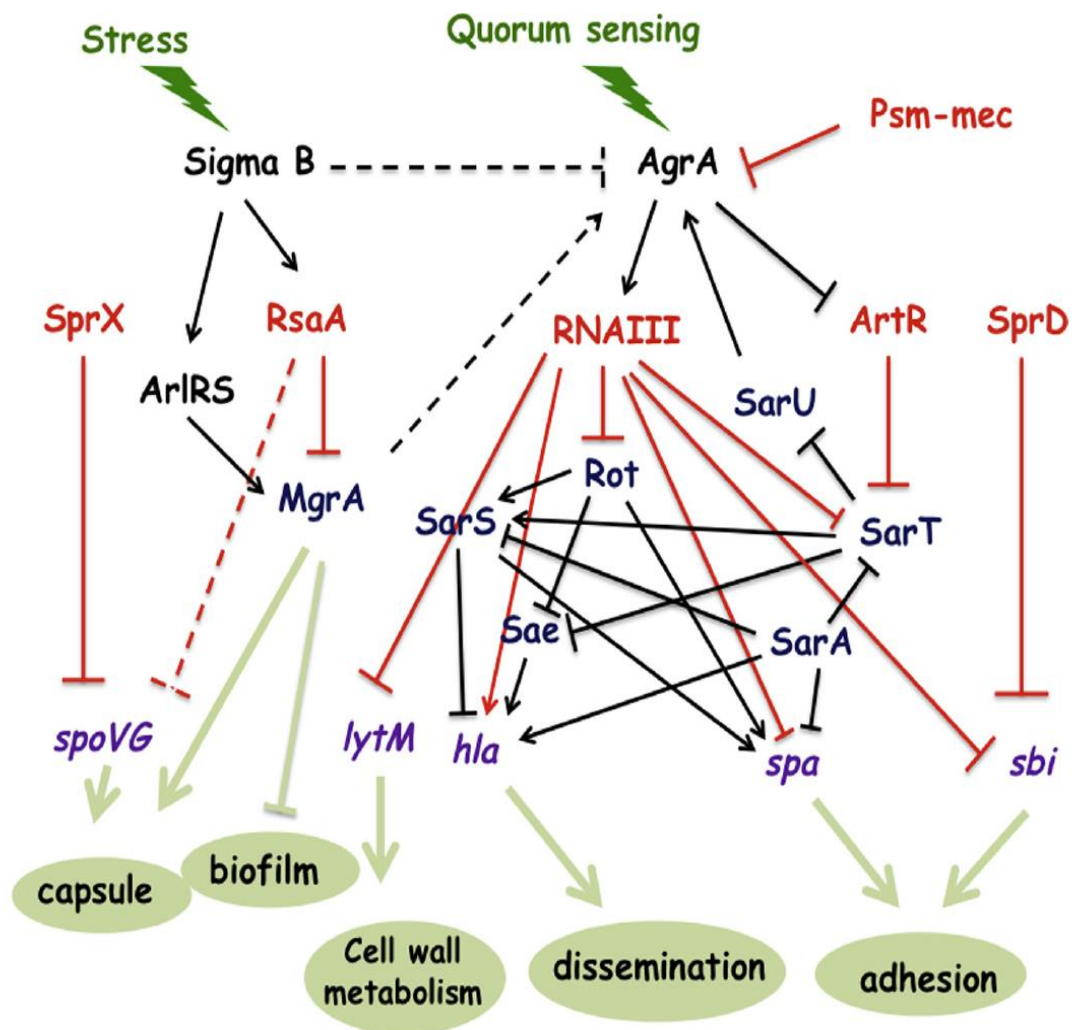 Stress
Quorum sensing
Psm-mec
Sigma B
AgrA
SprX
RsaA
RNAIII
ArtR
SprD
ArlRS
SarU
MgrA
Rot
SarS
SarT
Sae
SarA
spoVG
lytM
hla
spa
sbi
capsule
biofilm
Cell wall
metabolism
dissemination
adhesion